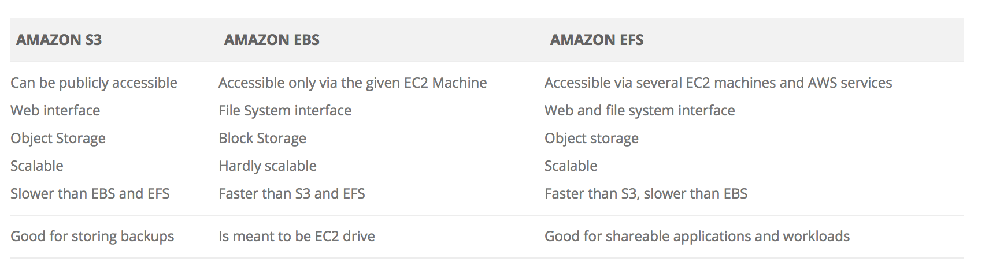 AMAZON S3 AMAZON EBS AMAZON EFS
Can be publicly accessible Accessible only via the given EC2 Machine Accessible via several EC2 machines and AWS services
Web interface File System interface Web and file system interface
Object Storage Block Storage Object storage
Scalable Hardly scalable Scalable
Slower than EBS and EFS Faster than S3 and EFS Faster than S3, slower than EBS
Good for storing backups Is meant to be EC2 drive Good for shareable applications and workloads